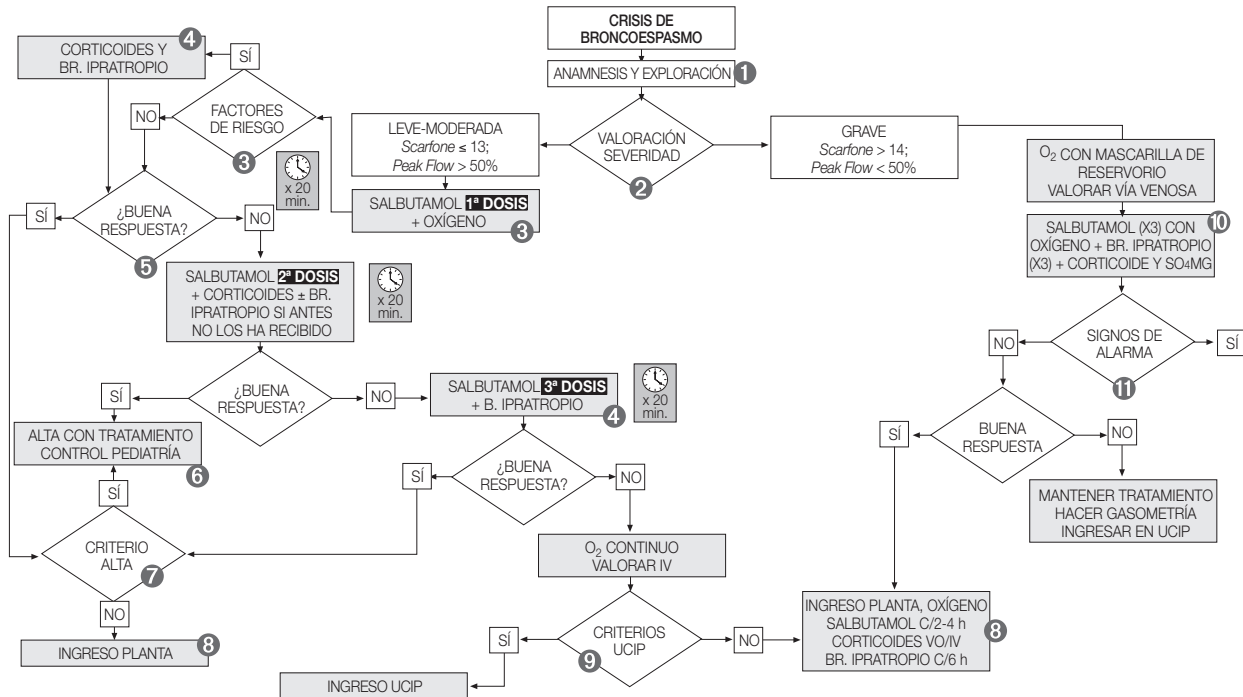 CRISIS DE
BRONCOESPASMO
ANAMNESIS Y EXPLORACIÓN
1
VALORACIÓN
SEVERIDAD
2
LEVE-MODERADA
Scarfone ≤ 13;
Peak Flow > 50%
SALBUTAMOL 1ª DOSIS
+ OXÍGENO
3
FACTORES
DE RIESGO
3
SÍ
CORTICOIDES Y
BR. IPRATROPIO
4
NO
x 20
min.
¿BUENA
RESPUESTA?
5
SÍ
NO
SALBUTAMOL 2ª DOSIS
+ CORTICOIDES ± BR.
IPRATROPIO SI ANTES
NO LOS HA RECIBIDO
x 20
min.
¿BUENA
RESPUESTA?
SÍ
NO
ALTA CON TRATAMIENTO
CONTROL PEDIATRÍA
6
SÍ
CRITERIO
ALTA
7
NO
INGRESO PLANTA
8
SALBUTAMOL 3ª DOSIS
+ B. IPRATROPIO
4
x 20
min.
¿BUENA
RESPUESTA?
SÍ
NO
O₂ CONTINUO
VALORAR IV
CRITERIOS
UCIP
9
SÍ
INGRESO UCIP
NO
GRAVE
Scarfone > 14;
Peak Flow < 50%
O₂ CON MASCARILLA DE
RESERVORIO
VALORAR VÍA VENOSA
SALBUTAMOL (X3) CON
OXÍGENO + BR. IPRATROPIO
(X3) + CORTICOIDE Y SO₄MG
10
SIGNOS DE
ALARMA
11
NO
SÍ
BUENA
RESPUESTA
SÍ
NO
MANTENER TRATAMIENTO
HACER GASOMETRÍA
INGRESAR EN UCIP
INGRESO PLANTA, OXÍGENO
SALBUTAMOL C/2-4 h
CORTICOIDES VO/IV
BR. IPRATROPIO C/6 h
8